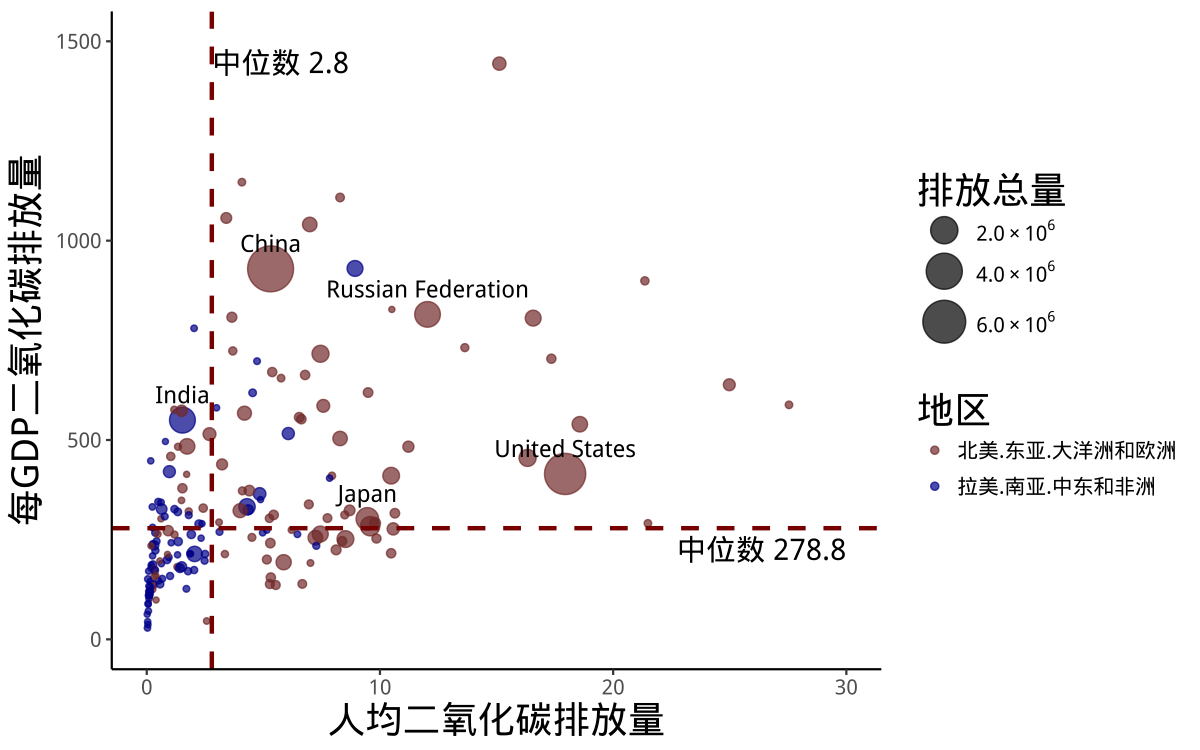 每GDP二氧化碳排放量
1500
1000
500
0
中位数 2.8
China
Russian Federation
India
United States
Japan
中位数 278.8
0
10
20
30
人均二氧化碳排放量
排放总量
2.0 × 10⁶
4.0 × 10⁶
6.0 × 10⁶
地区
北美.东亚.大洋洲和欧洲
拉美.南亚.中东和非洲